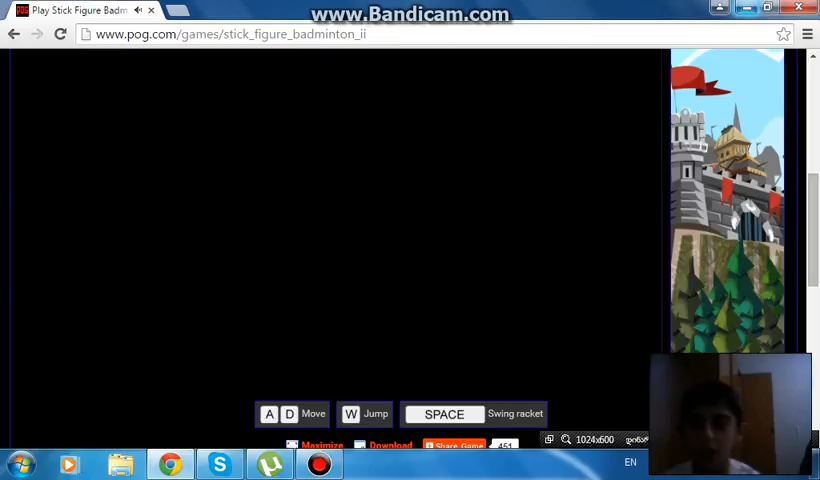 www.Bandicam.com
Play Stick Figure Badm
www.pog.com/games/stick_figure_badminton_ii
A D Move W Jump SPACE Swing racket
Maximize Download Share Game 451
1024x600
EN